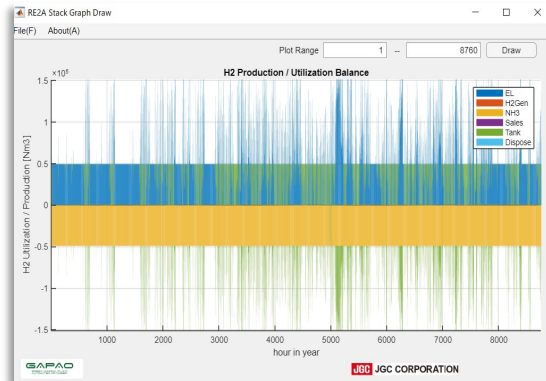 RE2A Stack Graph Draw
File(F) About(A)
Plot Range 1 -- 8760 Draw
H2 Production / Utilization Balance
H2 Utilization / Production [Nm3]
1.5
1
0.5
0
-0.5
-1
-1.5
EL
H2Gen
NH3
Sales
Tank
Dispose
1000 2000 3000 4000 5000 6000 7000 8000
hour in year
GAPAO
JGC JGC CORPORATION